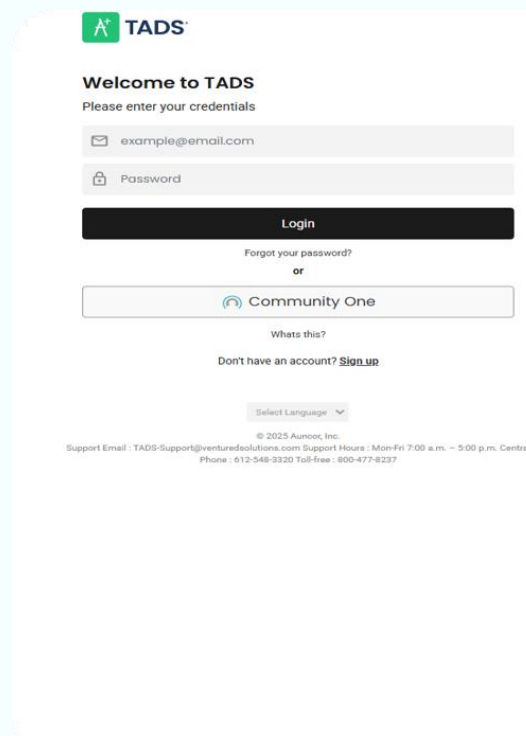 A+ TADS
Welcome to TADS
Please enter your credentials
example@email.com
Password
Login
Forgot your password?
or
Community One
Whats this?
Don't have an account? Sign up
Select Language
© 2025 Aunoor, Inc.
Support Email : TADS-Support@venturedsolutions.com Support Hours : Mon-Fri 7:00 a.m. – 5:00 p.m. Centra
Phone : 612-548-3320 Toll-free : 800-477-8237